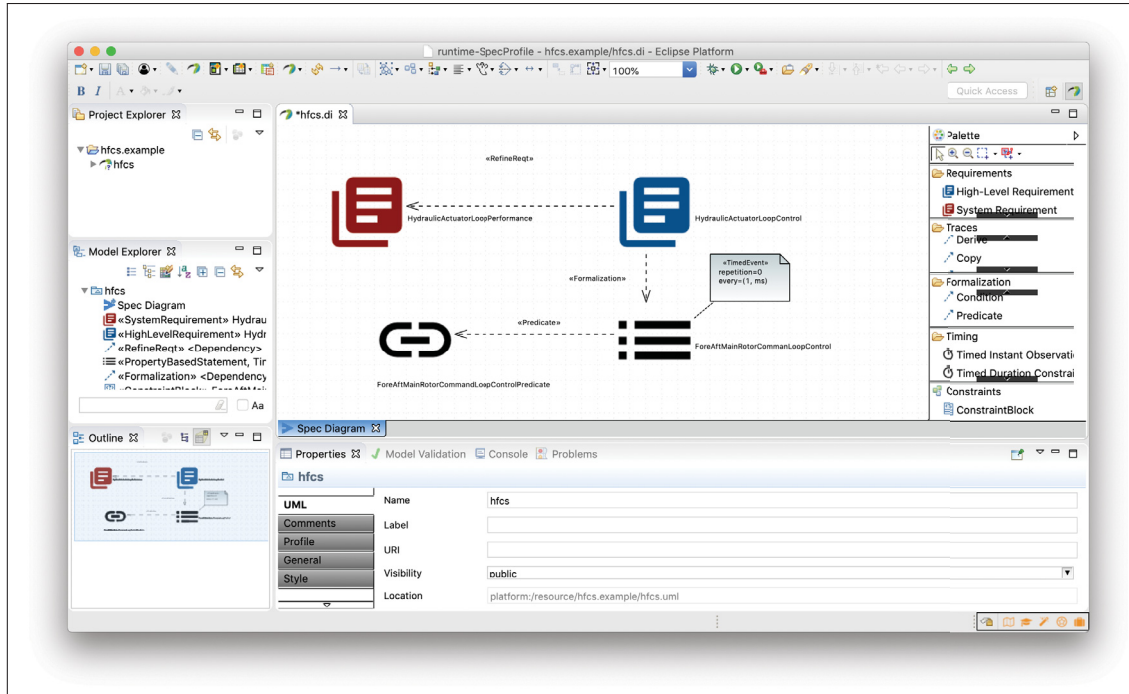 runtime-SpecProfile - hfcs.example/hfcs.di - Eclipse Platform
100%
B I A
Quick Access
Project Explorer
hfcs.example
hfcs
Model Explorer
hfcs
Spec Diagram
«SystemRequirement» Hydrau
«HighLevelRequirement» Hydr
«RefineReqt» <Dependency>
«PropertyBasedStatement, Tir
«Formalization» <Dependency
«ConstraintBlock» ForeAftMai
Aa
Outline
*hfcs.di
«RefineReqt»
HydraulicActuatorLoopPerformance
HydraulicActuatorLoopControl
«TimedEvent»
repetition=0
every=(1, ms)
«Formalization»
«Predicate»
ForeAftMainRotorCommanLoopControl
ForeAftMainRotorCommandLoopControlPredicate
Palette
Requirements
High-Level Requirement
System Requirement
Traces
Derive
Copy
Formalization
Condition
Predicate
Timing
Timed Instant Observati
Timed Duration Constrai
Constraints
ConstraintBlock
Spec Diagram
Properties
Model Validation
Console
Problems
hfcs
UML
Comments
Profile
General
Style
Name hfcs
Label
URI
Visibility public
Location platform:/resource/hfcs.example/hfcs.uml